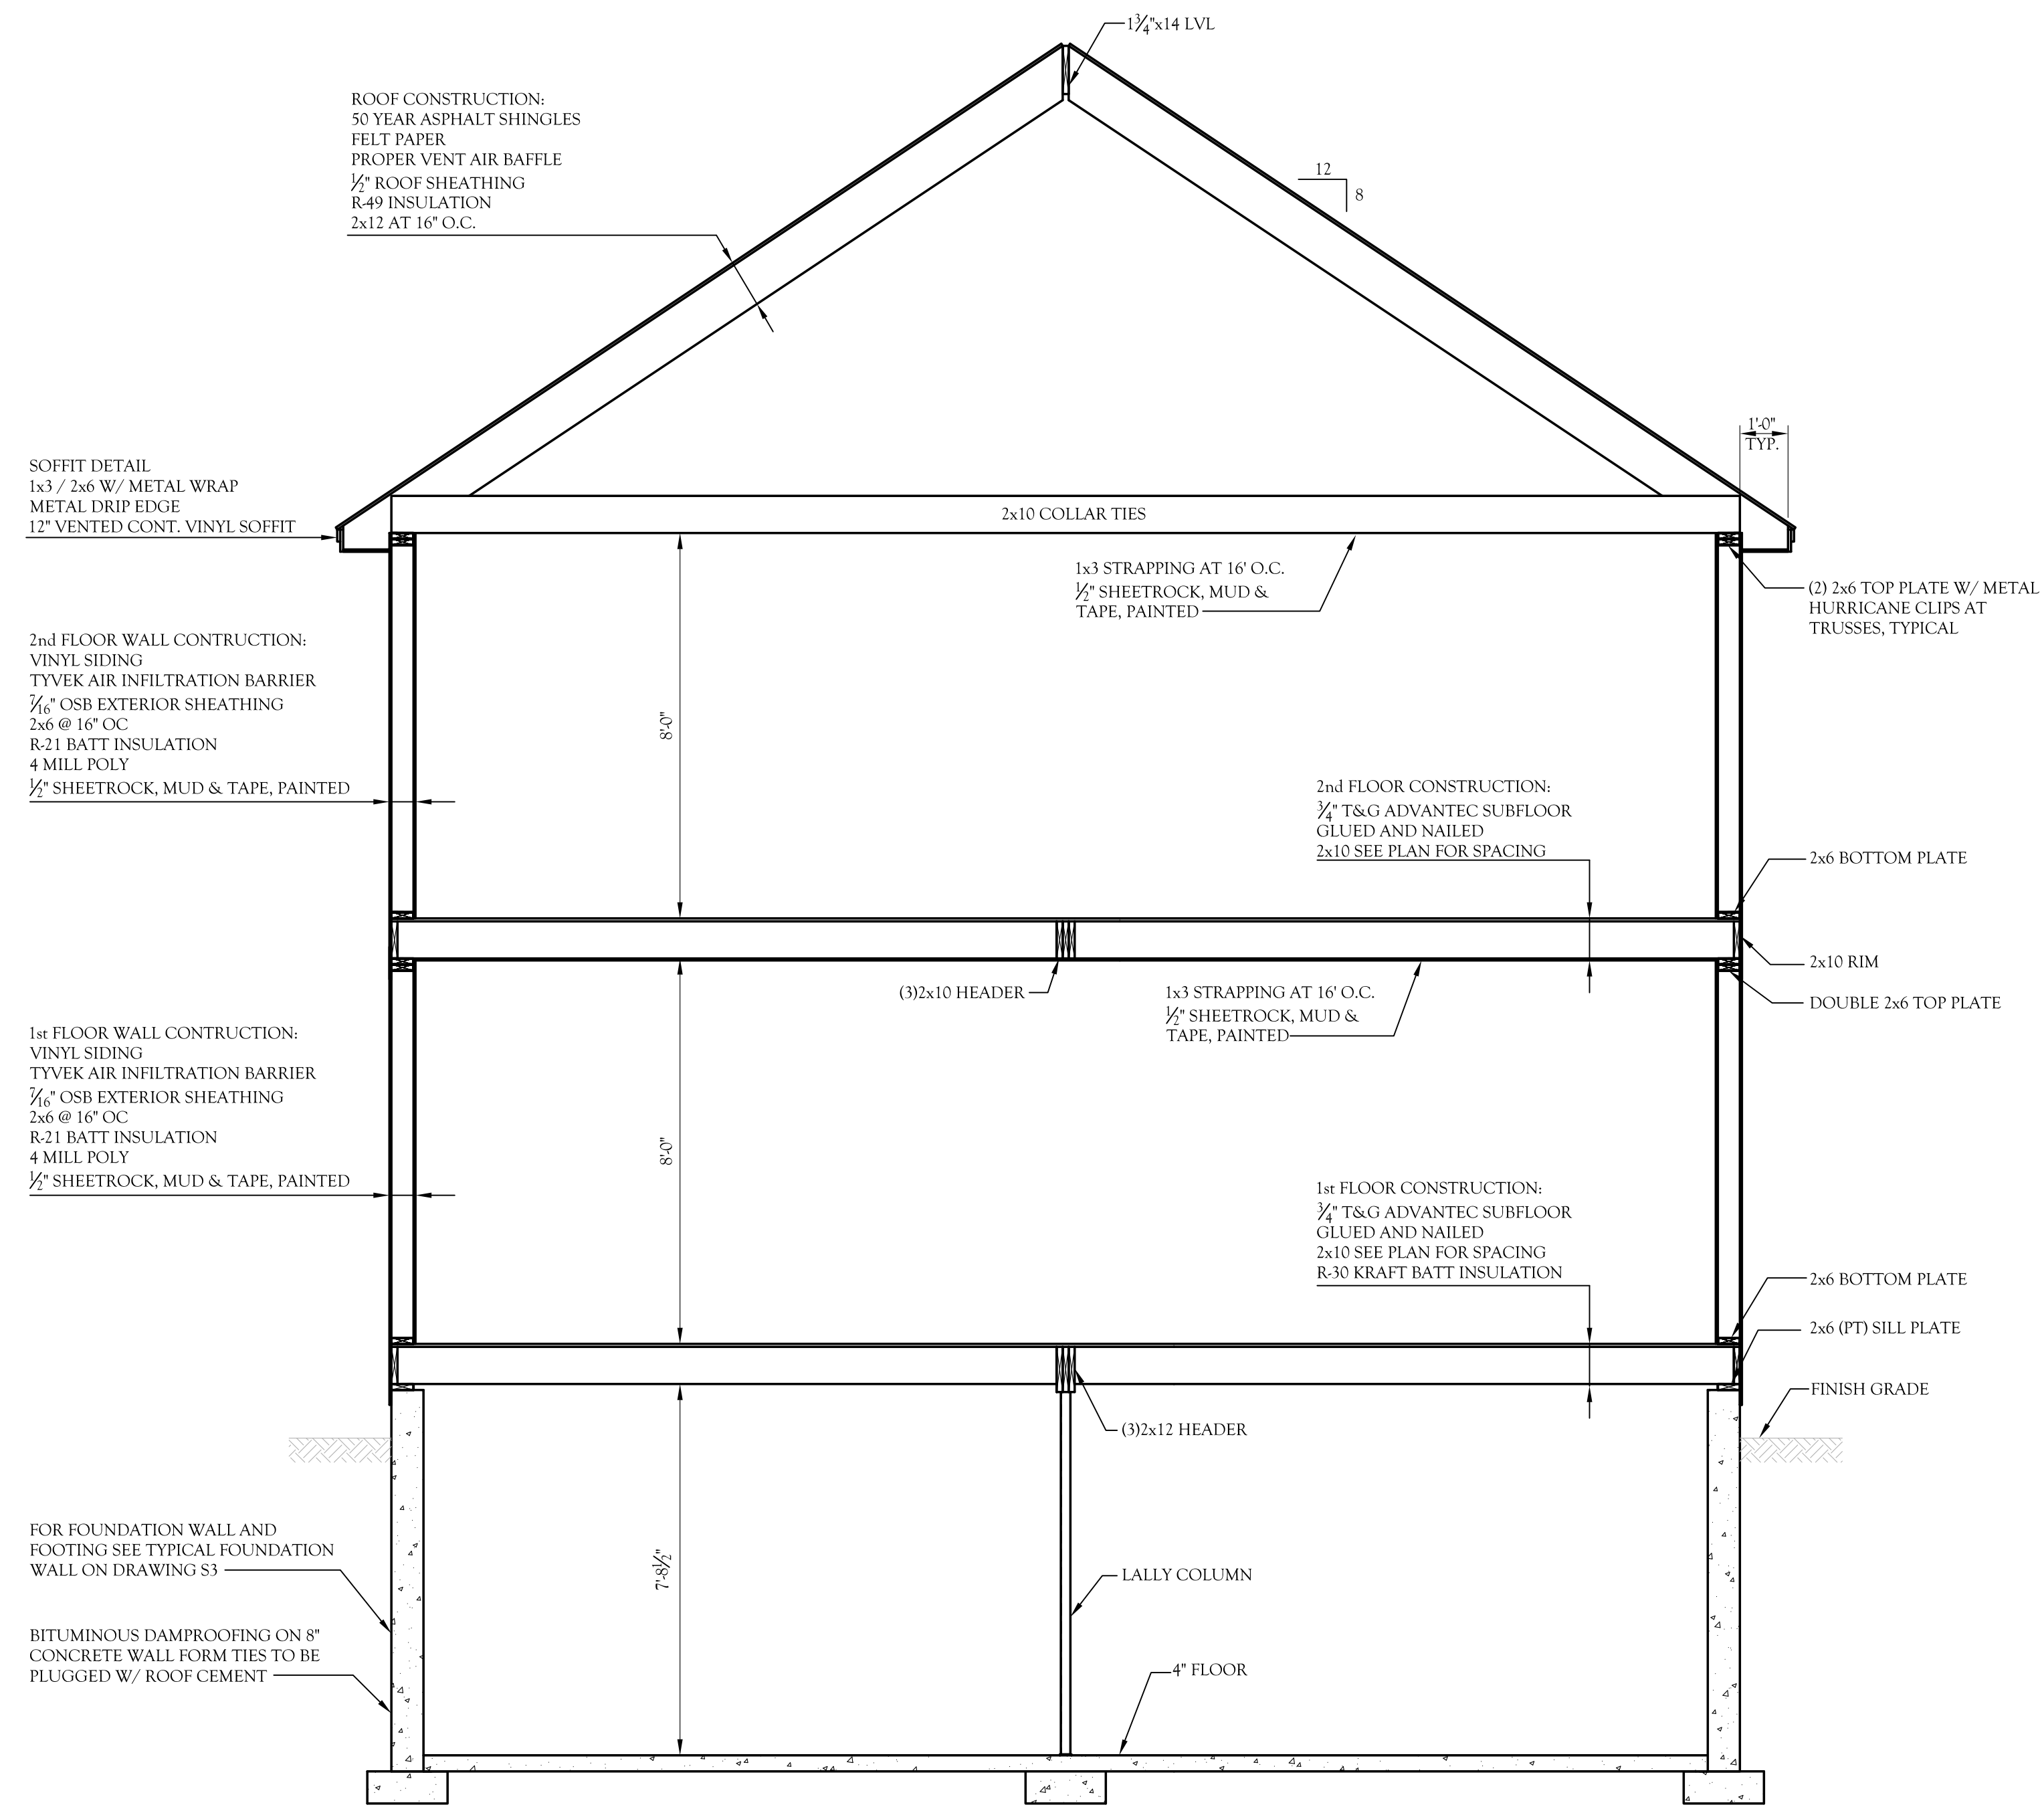 1¾"x14 LVL
ROOF CONSTRUCTION:
50 YEAR ASPHALT SHINGLES
FELT PAPER
PROPER VENT AIR BAFFLE
½" ROOF SHEATHING
R-49 INSULATION
2x12 AT 16" O.C.
12
8
1'-0"
TYP.
SOFFIT DETAIL
1x3 / 2x6 W/ METAL WRAP
METAL DRIP EDGE
12" VENTED CONT. VINYL SOFFIT
2x10 COLLAR TIES
1x3 STRAPPING AT 16' O.C.
½" SHEETROCK, MUD &
TAPE, PAINTED
(2) 2x6 TOP PLATE W/ METAL
HURRICANE CLIPS AT
TRUSSES, TYPICAL
2nd FLOOR WALL CONTRUCTION:
VINYL SIDING
TYVEK AIR INFILTRATION BARRIER
7/16" OSB EXTERIOR SHEATHING
2x6 @ 16" OC
R-21 BATT INSULATION
4 MILL POLY
½" SHEETROCK, MUD & TAPE, PAINTED
8'-0"
2nd FLOOR CONSTRUCTION:
¾" T&G ADVANTEC SUBFLOOR
GLUED AND NAILED
2x10 SEE PLAN FOR SPACING
2x6 BOTTOM PLATE
2x10 RIM
DOUBLE 2x6 TOP PLATE
(3)2x10 HEADER
1x3 STRAPPING AT 16' O.C.
½" SHEETROCK, MUD &
TAPE, PAINTED
1st FLOOR WALL CONTRUCTION:
VINYL SIDING
TYVEK AIR INFILTRATION BARRIER
7/16" OSB EXTERIOR SHEATHING
2x6 @ 16" OC
R-21 BATT INSULATION
4 MILL POLY
½" SHEETROCK, MUD & TAPE, PAINTED
8'-0"
1st FLOOR CONSTRUCTION:
¾" T&G ADVANTEC SUBFLOOR
GLUED AND NAILED
2x10 SEE PLAN FOR SPACING
R-30 KRAFT BATT INSULATION
2x6 BOTTOM PLATE
2x6 (PT) SILL PLATE
FINISH GRADE
(3)2x12 HEADER
FOR FOUNDATION WALL AND
FOOTING SEE TYPICAL FOUNDATION
WALL ON DRAWING S3
7'-8½"
LALLY COLUMN
BITUMINOUS DAMPROOFING ON 8"
CONCRETE WALL FORM TIES TO BE
PLUGGED W/ ROOF CEMENT
4" FLOOR